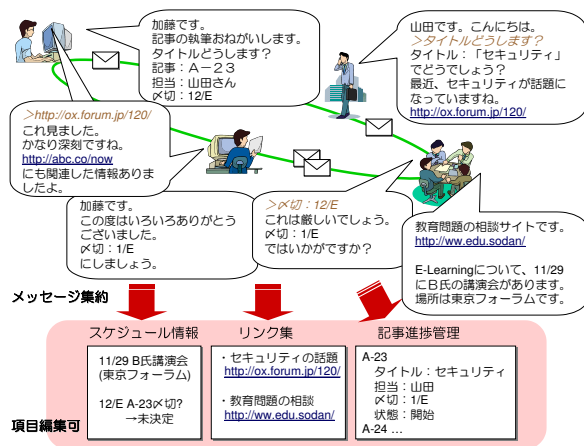 加藤です。
記事の執筆おねがいします。
タイトルどうします？
記事：Ａ－２３
担当：山田さん
〆切：12/E
山田です。こんにちは。
>タイトルどうします？
タイトル：「セキュリティ」
でどうでしょう？
最近、セキュリティが話題に
なっていますね。
http://ox.forum.jp/120/
>http://ox.forum.jp/120/
これ見ました。
かなり深刻ですね。
http://abc.co/now
にも関連した情報ありま
したよ。
加藤です。
この度はいろいろありがとう
ございました。
〆切：1/E
にしましょう。
>〆切：12/E
これは厳しいでしょう。
〆切：1/E
ではいかがですか？
教育問題の相談サイトです。
http://ww.edu.sodan/
E-Learningについて、11/29
にＢ氏の講演会があります。
場所は東京フォーラムです。
メッセージ集約
スケジュール情報
11/29 B氏講演会
(東京フォーラム)
12/E A-23〆切?
→未決定
リンク集
・セキュリティの話題
http://ox.forum.jp/120/
・教育問題の相談
http://ww.edu.sodan/
記事進捗管理
A-23
タイトル：セキュリティ
担当：山田
〆切：1/E
状態：開始
A-24 …
項目編集可